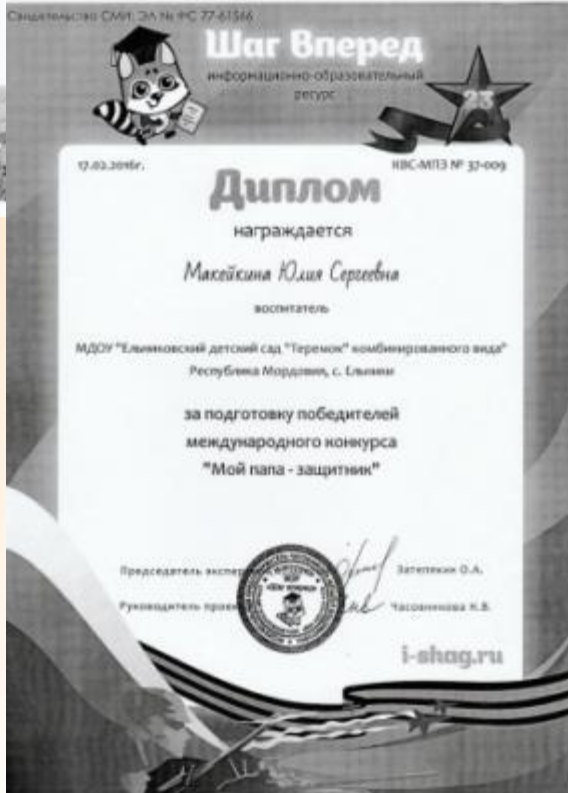 Свидетельство СМИ: ЭЛ № ФС 77-61566
Шаг Вперед
информационно-образовательный
ресурс
23
17.02.2016г.
КВС-МПЗ № 37-009
Диплом
награждается
Макейкина Юлия Сергеевна
воспитатель
МДОУ "Ельниковский детский сад "Теремок" комбинированного вида"
Республика Мордовия, с. Ельники
за подготовку победителей
международного конкурса
"Мой папа - защитник"
Председатель
Затепякин О.А.
Руководитель
Часовникова Н.В.
i-shag.ru